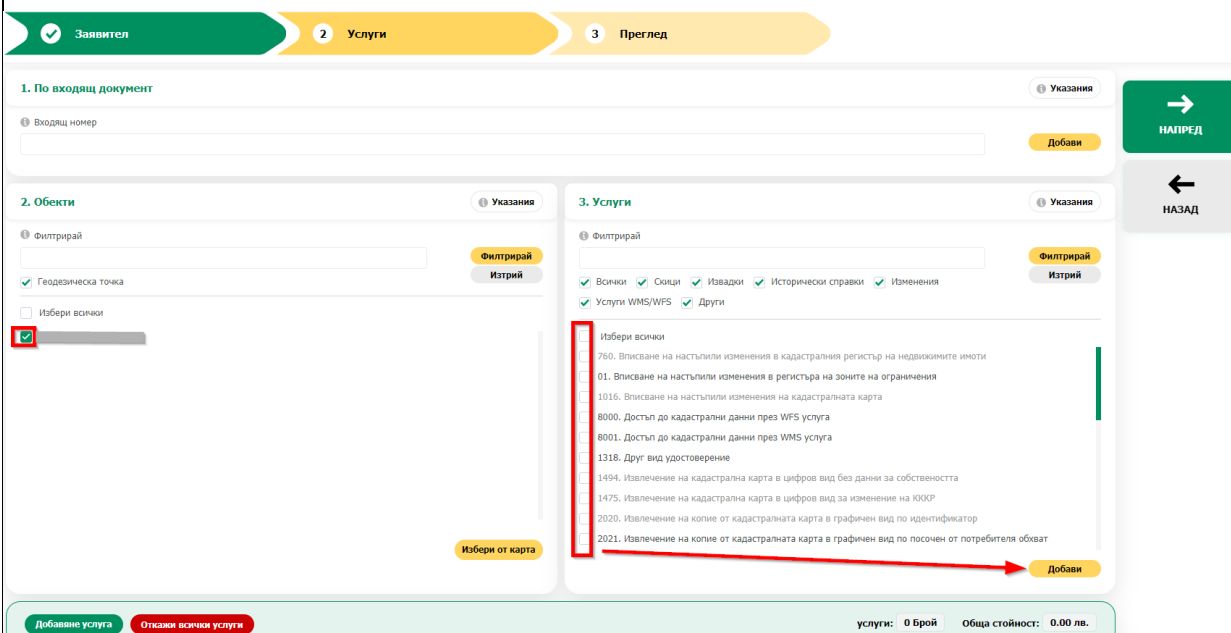 Заявител
2 Услуги
3 Преглед
1. По входящ документ
Указания
Входящ номер
Добави
НАПРЕД
НАЗАД
2. Обекти
Указания
Филтрирай
Филтрирай
Изтрий
Геодезическа точка
Избери всички
Избери от карта
3. Услуги
Указания
Филтрирай
Филтрирай
Изтрий
Всички Скици Извадки Исторически справки Изменения
Услуги WMS/WFS Други
Избери всички
760. Вписване на настъпили изменения в кадастралния регистър на недвижимите имоти
01. Вписване на настъпили изменения в регистъра на зоните на ограничения
1016. Вписване на настъпили изменения на кадастралната карта
8000. Достъп до кадастрални данни през WFS услуга
8001. Достъп до кадастрални данни през WMS услуга
1318. Друг вид удостоверение
1494. Извлечение на кадастрална карта в цифров вид без данни за собствеността
1475. Извлечение на кадастрална карта в цифров вид за изменение на КККР
2020. Извлечение на копие от кадастралната карта в графичен вид по идентификатор
2021. Извлечение на копие от кадастралната карта в графичен вид по посочен от потребителя обхват
Добави
Добавяне услуга
Откажи всички услуги
услуги: 0 Брой
Обща стойност: 0.00 лв.